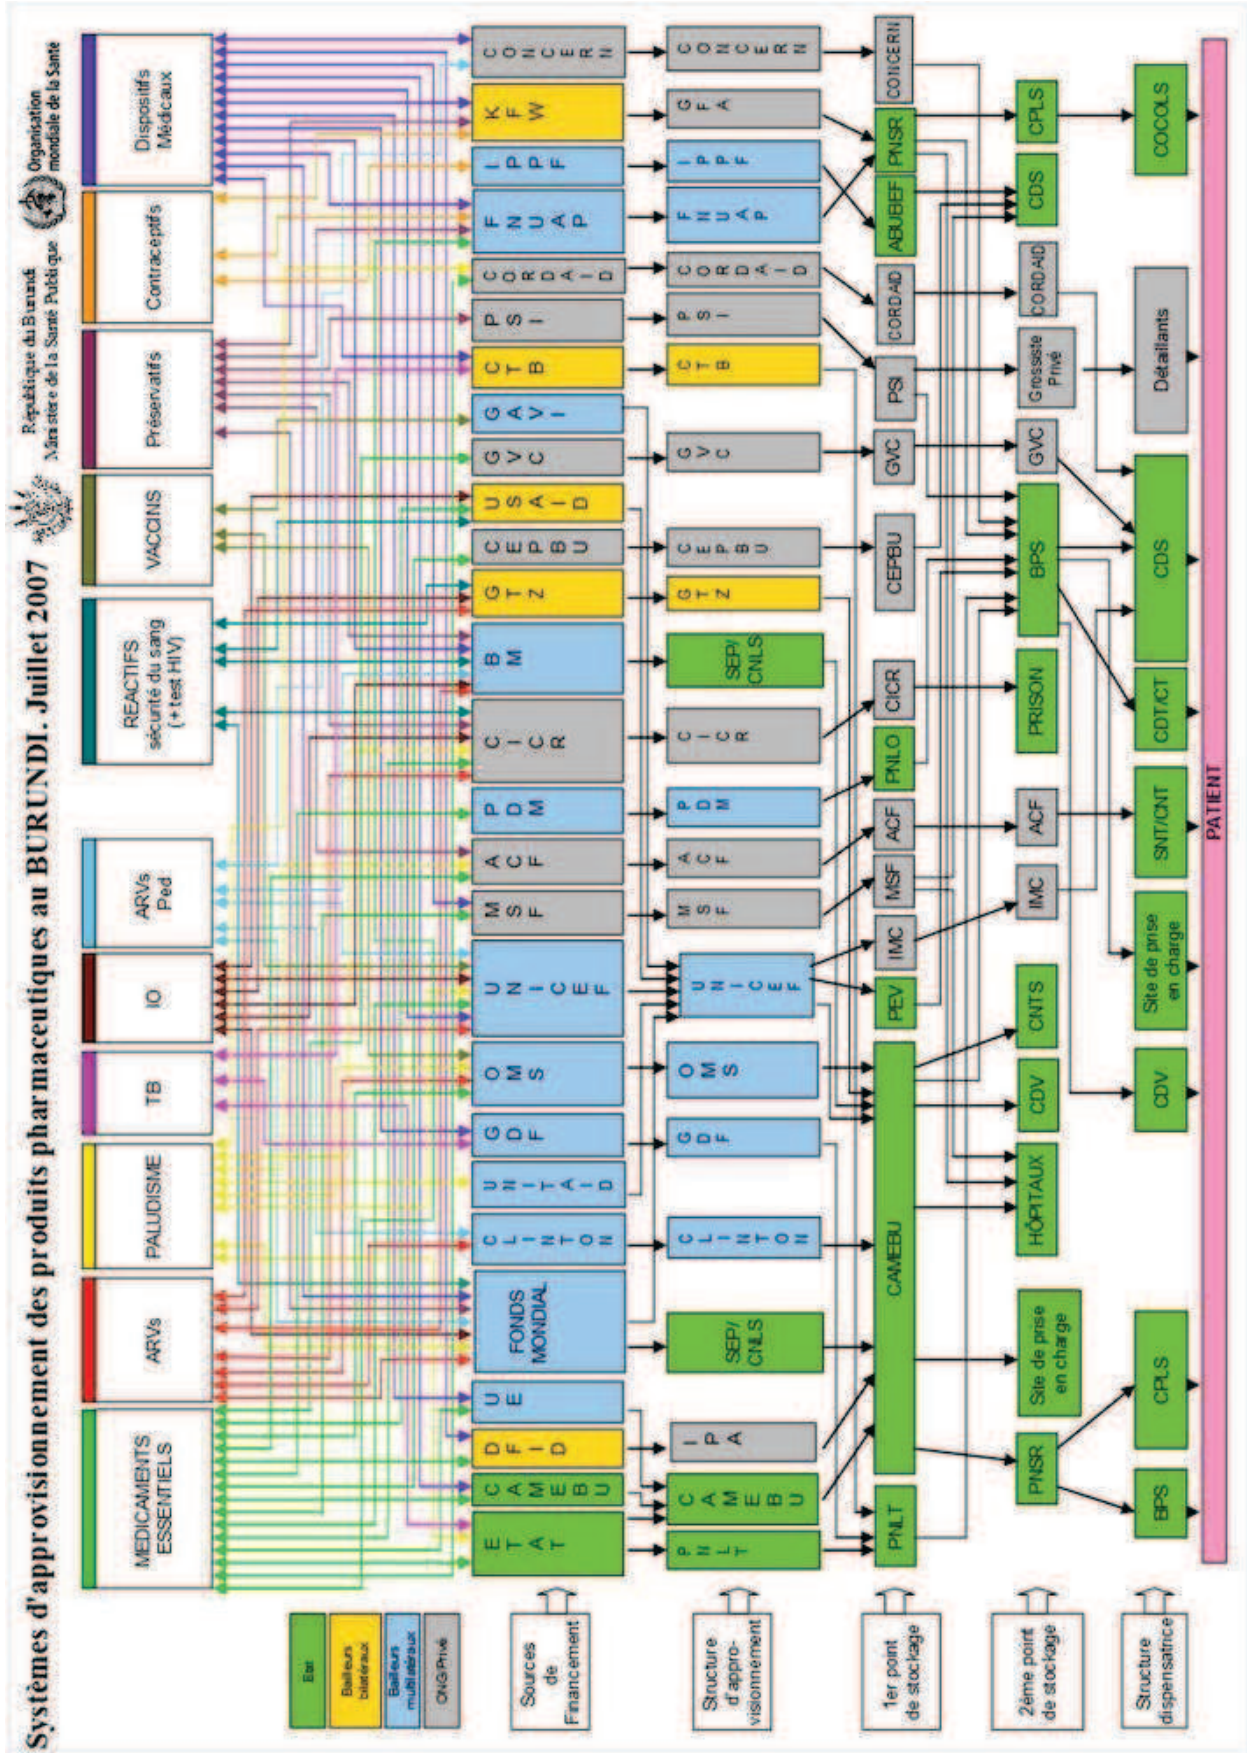 Systèmes d'approvisionnement des produits pharmaceutiques au BURUNDI. Juillet 2007
République du Burundi
Ministère de la Santé Publique
Organisation
mondiale de la Santé
MEDICAMENTS
ESSENTIELS
ARVs
PALUDISME
TB
IO
ARVs
Ped
REACTIFS
sécurité du sang
(+ test HIV)
VACCINS
Préservatifs
Contraceptifs
Dispositifs
Médicaux
Etat
Bailleurs
bilatéraux
Bailleurs
multilatéraux
ONG/Privé
Sources
de
Financement
ETAT
CAMEBU
DFID
UE
FONDS
MONDIAL
CLINTON
UNITAID
GDF
OMS
UNICEF
MSF
ACF
PDM
CICR
BM
GTZ
CEPBU
USAID
GVC
GAVI
CTB
PSI
CORDAID
FNUAP
IPPF
KFW
CONCERN
Structure
d'appro-
visionnement
PNLT
CAMEBU
IPA
SEP/
CNLS
CLINTON
GDF
OMS
UNICEF
MSF
ACF
PDM
CICR
SEP/
CNLS
GTZ
CEPBU
GVC
CTB
PSI
CORDAID
FNUAP
IPPF
GFA
CONCERN
1er point
de stockage
PNLT
CAMEBU
PEV
IMC
MSF
ACF
PNLO
CICR
CEPBU
GVC
PSI
CORDAID
ABUBEF
PNSR
CONCERN
2ème point
de stockage
PNSR
Site de prise
en charge
HÔPITAUX
CDV
CNTS
IMC
ACF
PRISON
BPS
GVC
Grossiste
Privé
CORDAID
CDS
CPLS
Structure
dispensatrice
BPS
CPLS
CDV
Site de prise
en charge
SNT/CNT
CDT/CT
CDS
Détaillants
COCOLS
PATIENT